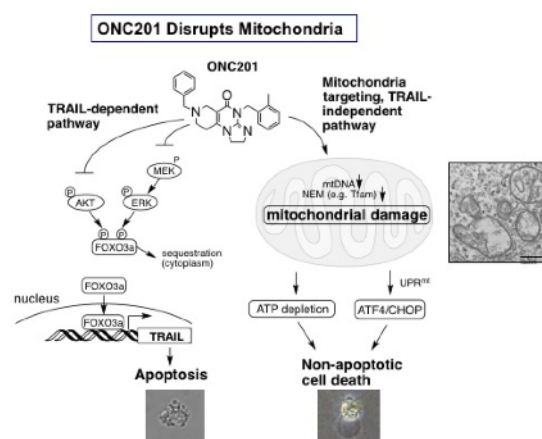 ONC201 Disrupts Mitochondria
ONC201
TRAIL-dependent
pathway
Mitochondria
targeting, TRAIL-
independent
pathway
N
O
N
N
N
P
MEK
P
AKT
P
ERK
P
P
FOXO3a
sequestration
(cytoplasm)
mtDNA
NEM (e.g. Tfam)
mitochondrial damage
FOXO3a
nucleus
FOXO3a
TRAIL
Apoptosis
UPRmt
ATP depletion
ATF4/CHOP
Non-apoptotic
cell death